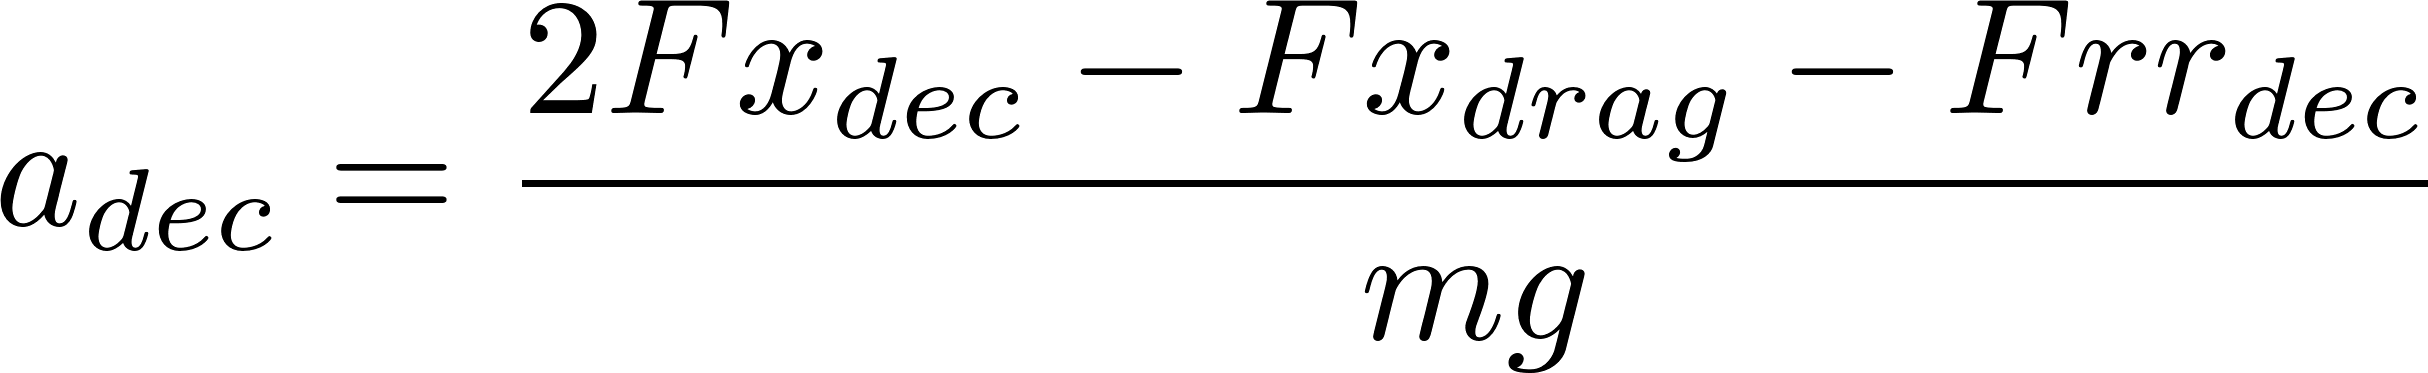 a_{dec} = \frac{2Fx_{dec} - Fx_{drag} - Frr_{dec}}{mg}